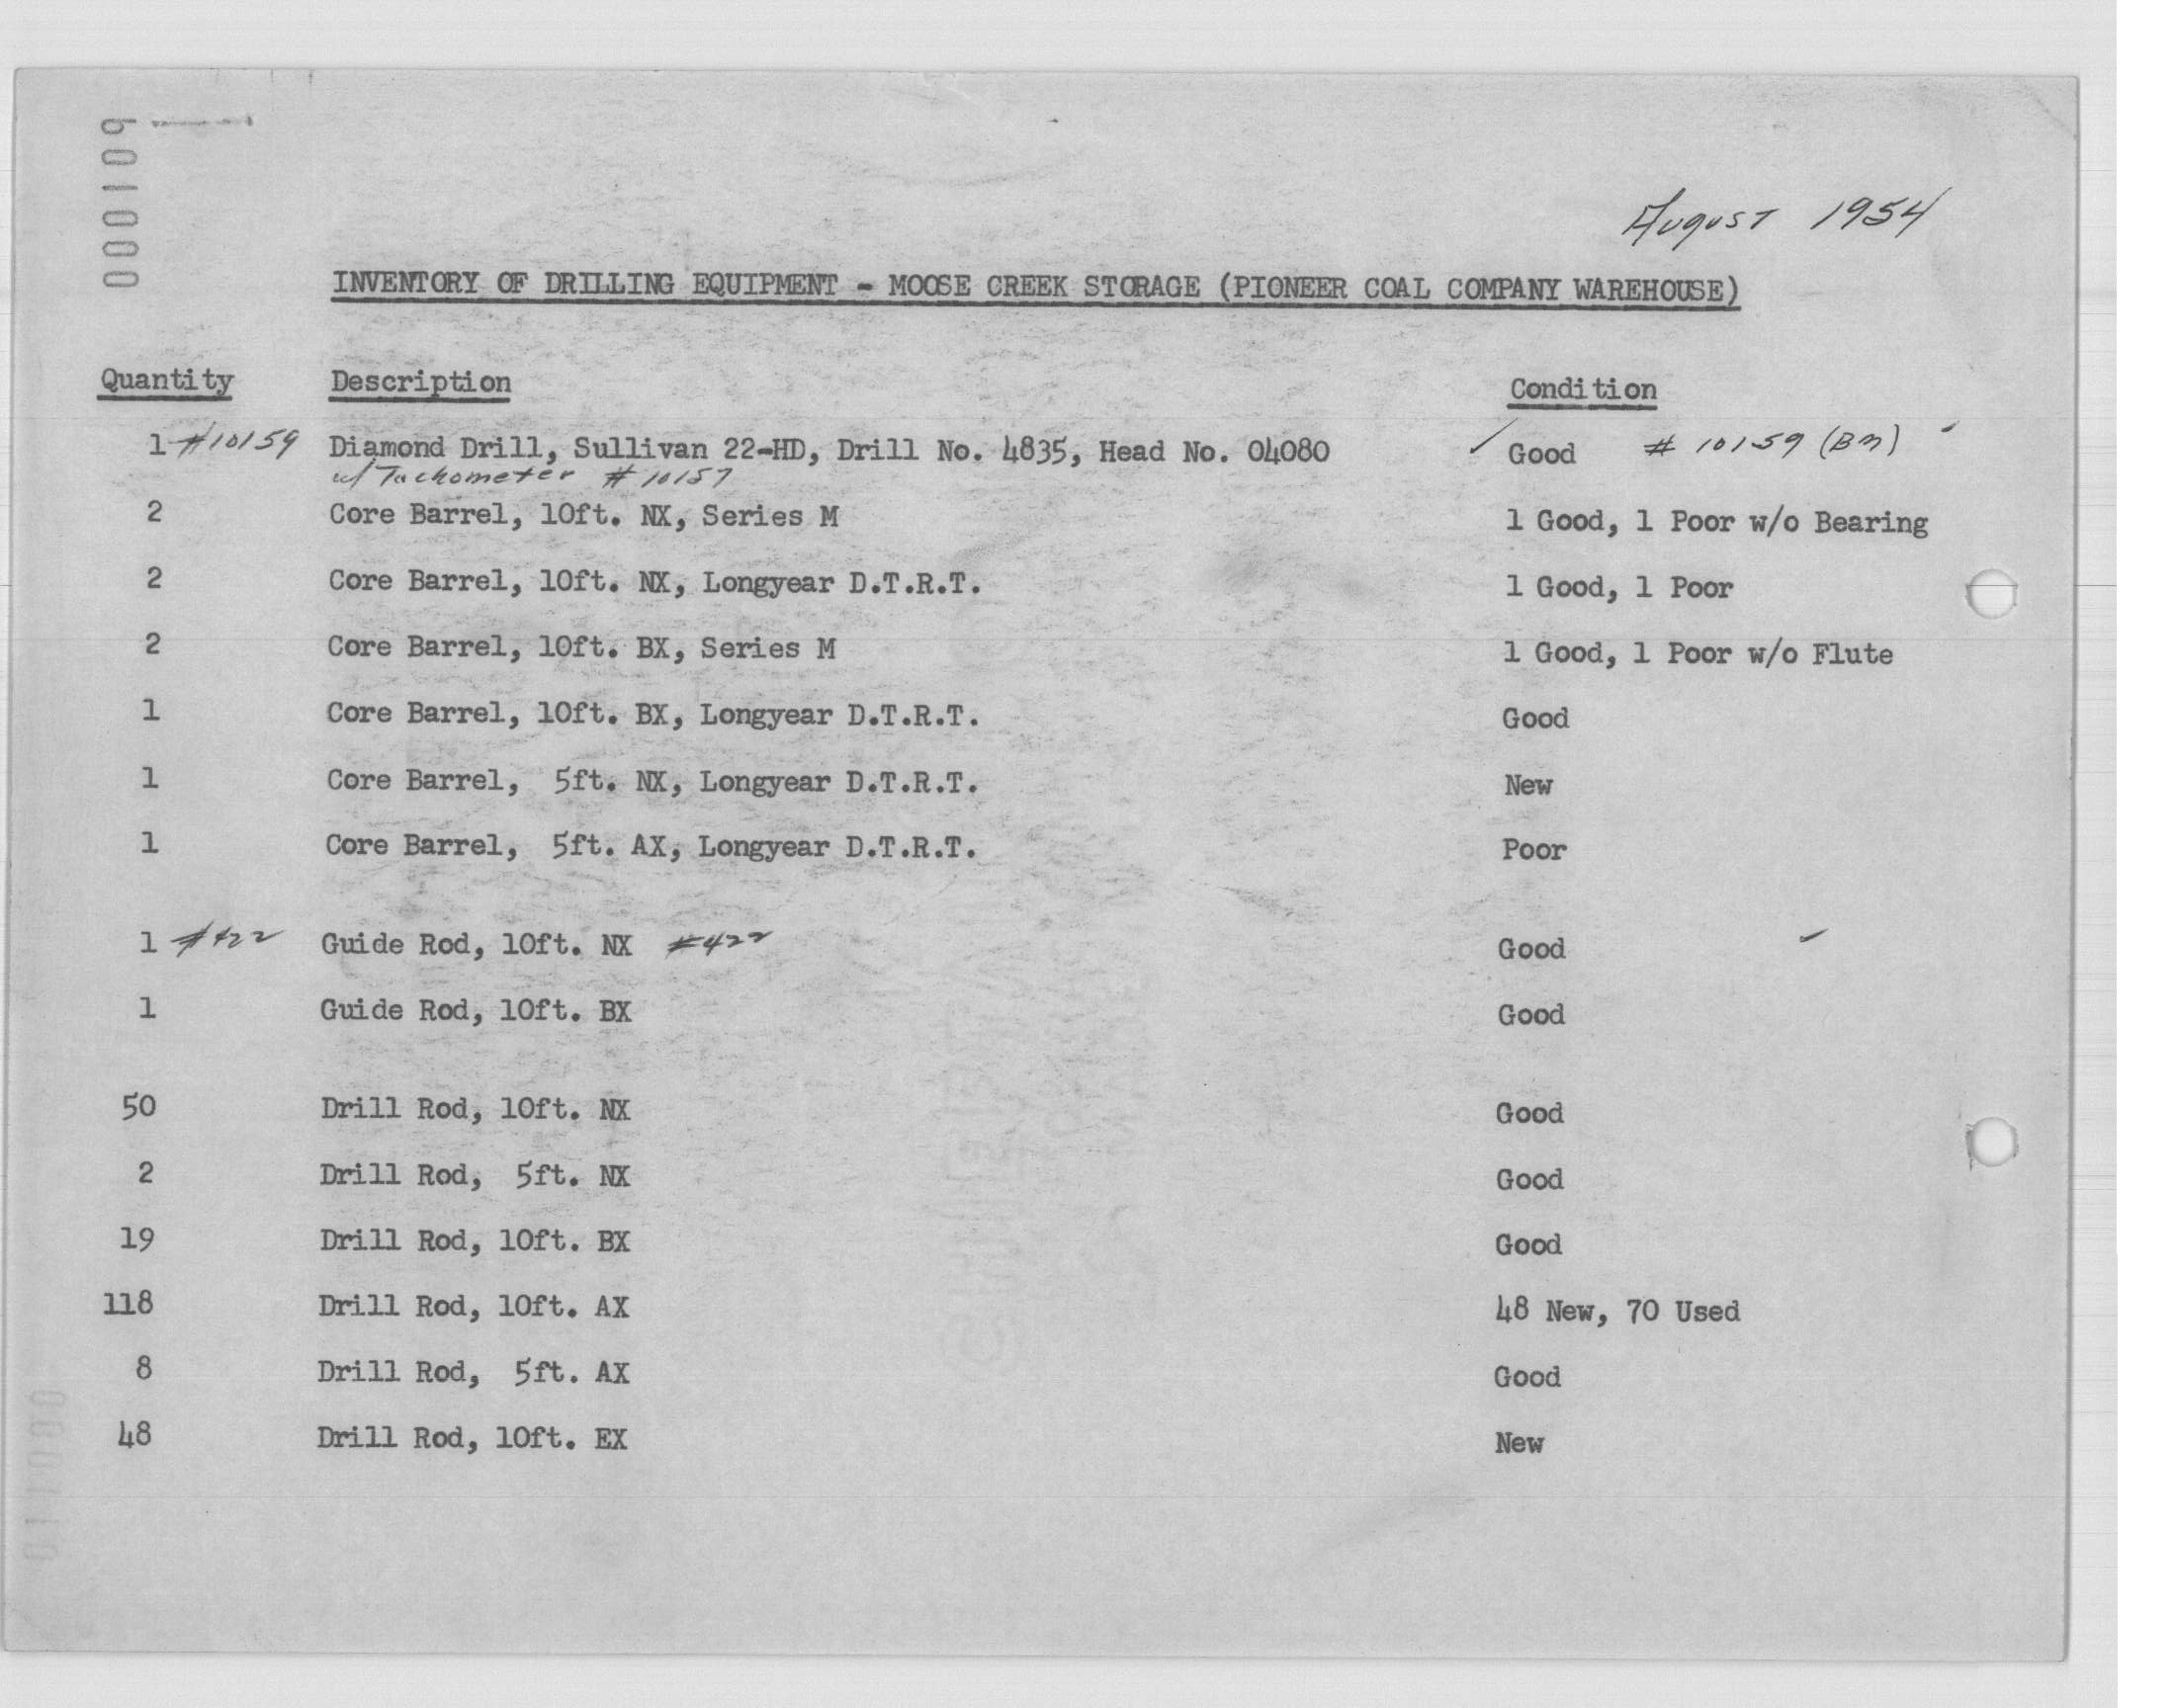 000109
August 1954
INVENTORY OF DRILLING EQUIPMENT - MOOSE CREEK STORAGE (PIONEER COAL COMPANY WAREHOUSE)
Quantity Description Condition
1 #10159 Diamond Drill, Sullivan 22-HD, Drill No. 4835, Head No. 04080 ✓ Good # 10159 (BM)
w/ Tachometer # 10157
2 Core Barrel, 10ft. NX, Series M 1 Good, 1 Poor w/o Bearing
2 Core Barrel, 10ft. NX, Longyear D.T.R.T. 1 Good, 1 Poor
2 Core Barrel, 10ft. BX, Series M 1 Good, 1 Poor w/o Flute
1 Core Barrel, 10ft. BX, Longyear D.T.R.T. Good
1 Core Barrel, 5ft. NX, Longyear D.T.R.T. New
1 Core Barrel, 5ft. AX, Longyear D.T.R.T. Poor
1 #422 Guide Rod, 10ft. NX #422 Good
1 Guide Rod, 10ft. BX Good
50 Drill Rod, 10ft. NX Good
2 Drill Rod, 5ft. NX Good
19 Drill Rod, 10ft. BX Good
118 Drill Rod, 10ft. AX 48 New, 70 Used
8 Drill Rod, 5ft. AX Good
48 Drill Rod, 10ft. EX New